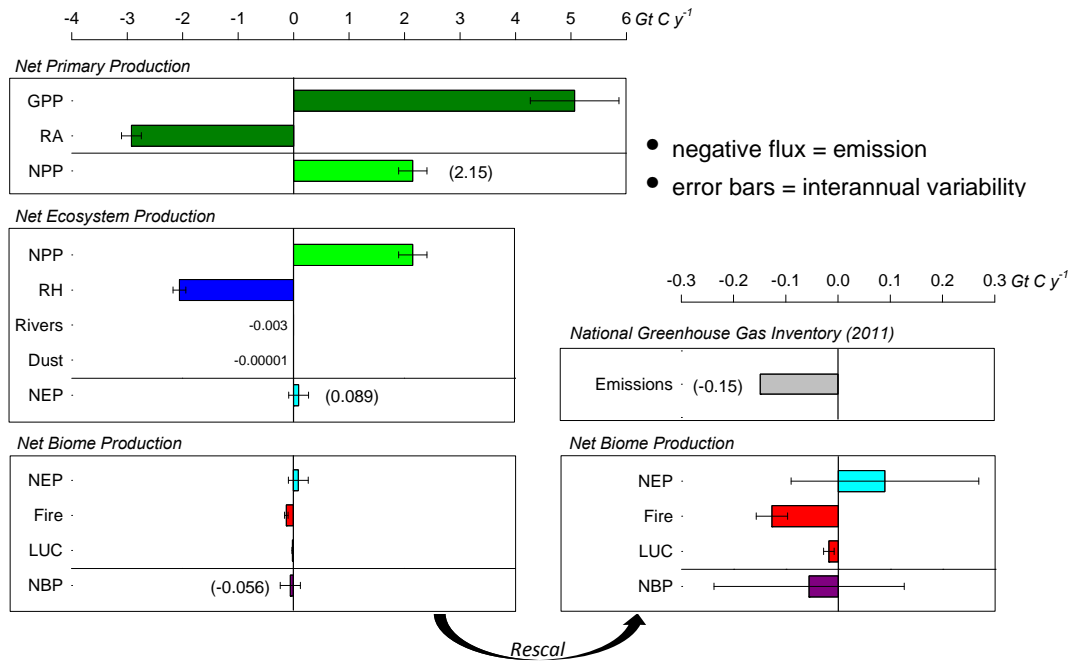 -4 -3 -2 -1 0 1 2 3 4 5 6 Gt C y-1
Net Primary Production
GPP
RA
NPP (2.15)
• negative flux = emission
• error bars = interannual variability
Net Ecosystem Production
NPP
RH
Rivers -0.003
Dust -0.00001
NEP (0.089)
-0.3 -0.2 -0.1 0.0 0.1 0.2 0.3 Gt C y-1
National Greenhouse Gas Inventory (2011)
Emissions (-0.15)
Net Biome Production
NEP
Fire
LUC
NBP (-0.056)
Net Biome Production
NEP
Fire
LUC
NBP
Rescal